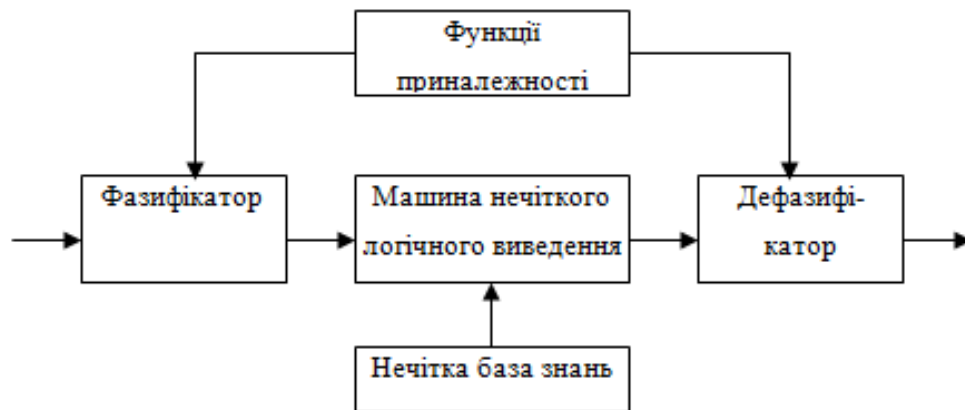 Функції
приналежності
Фазифікатор
Машина нечіткого
логічного виведення
Дефазифі-
катор
Нечітка база знань